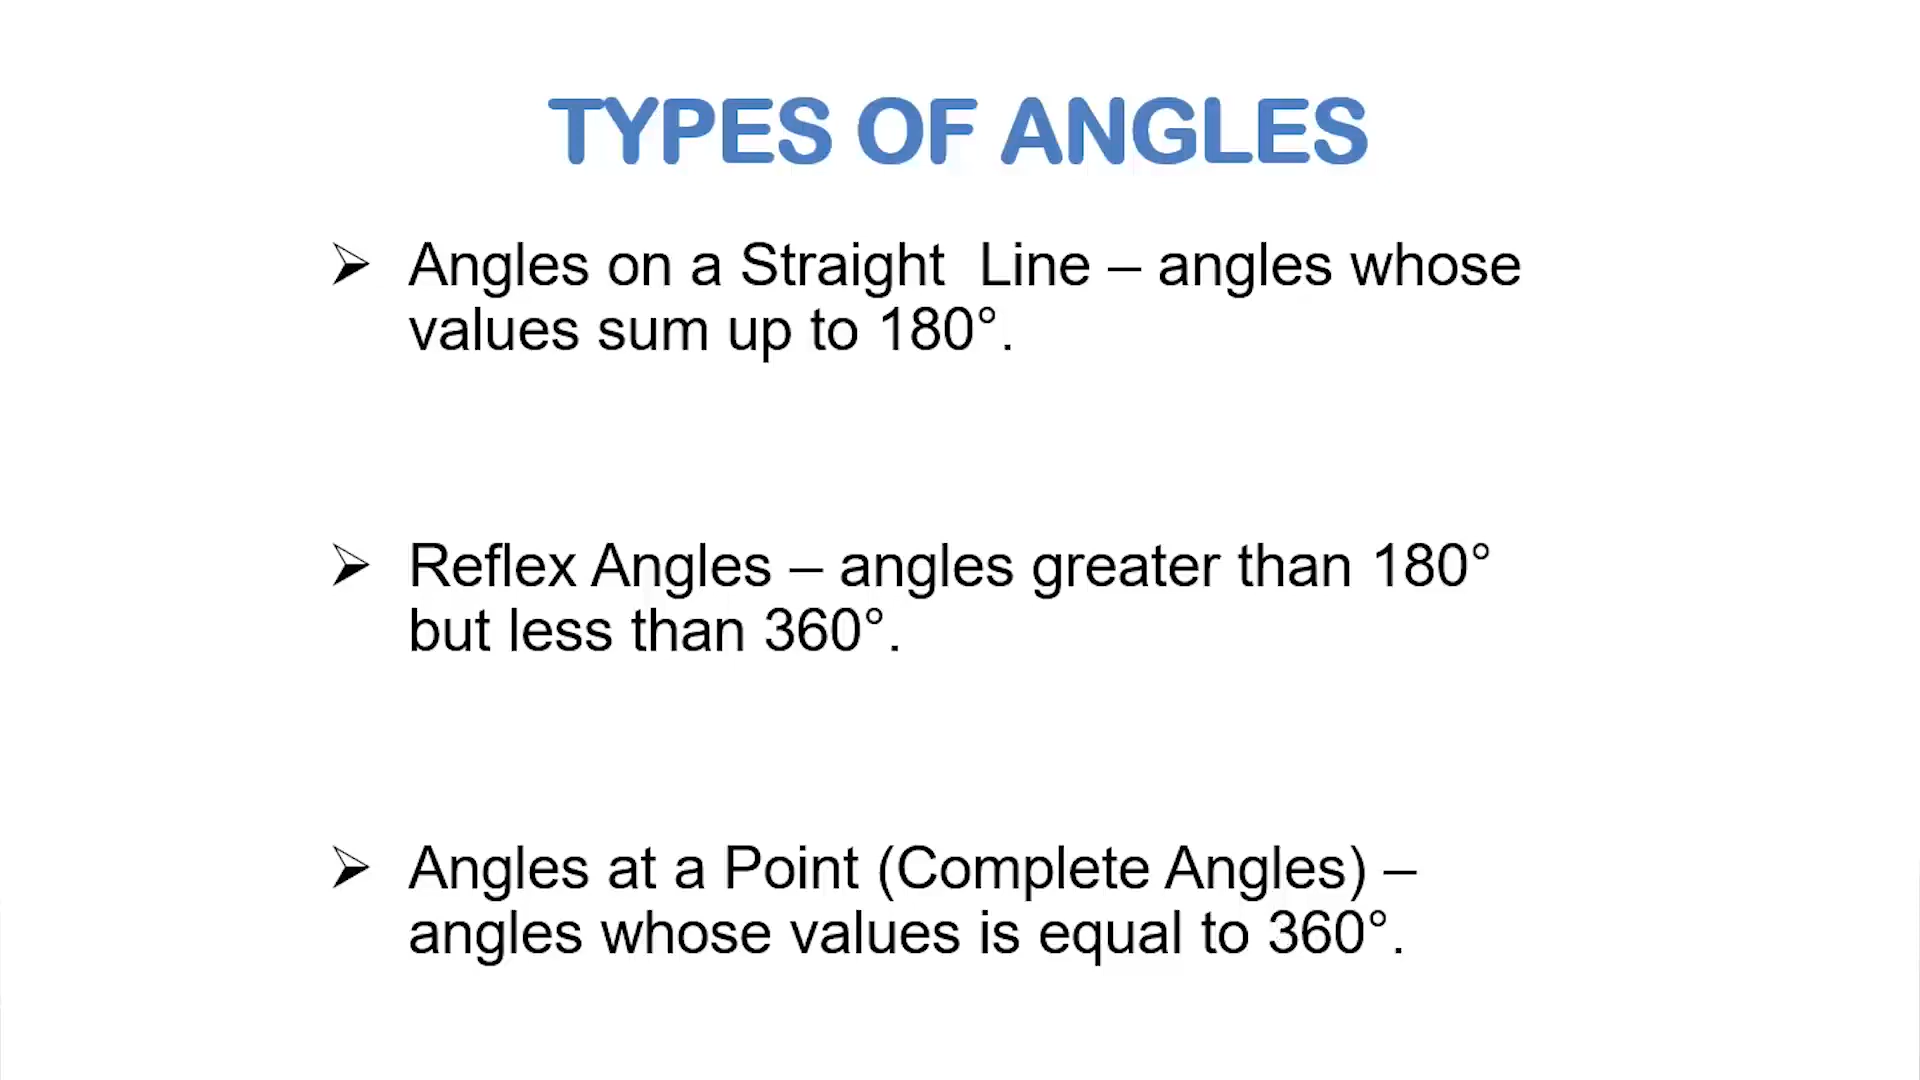 TYPES OF ANGLES
➢ Angles on a Straight  Line – angles whose
values sum up to 180°.
➢ Reflex Angles – angles greater than 180°
but less than 360°.
➢ Angles at a Point (Complete Angles) –
angles whose values is equal to 360°.